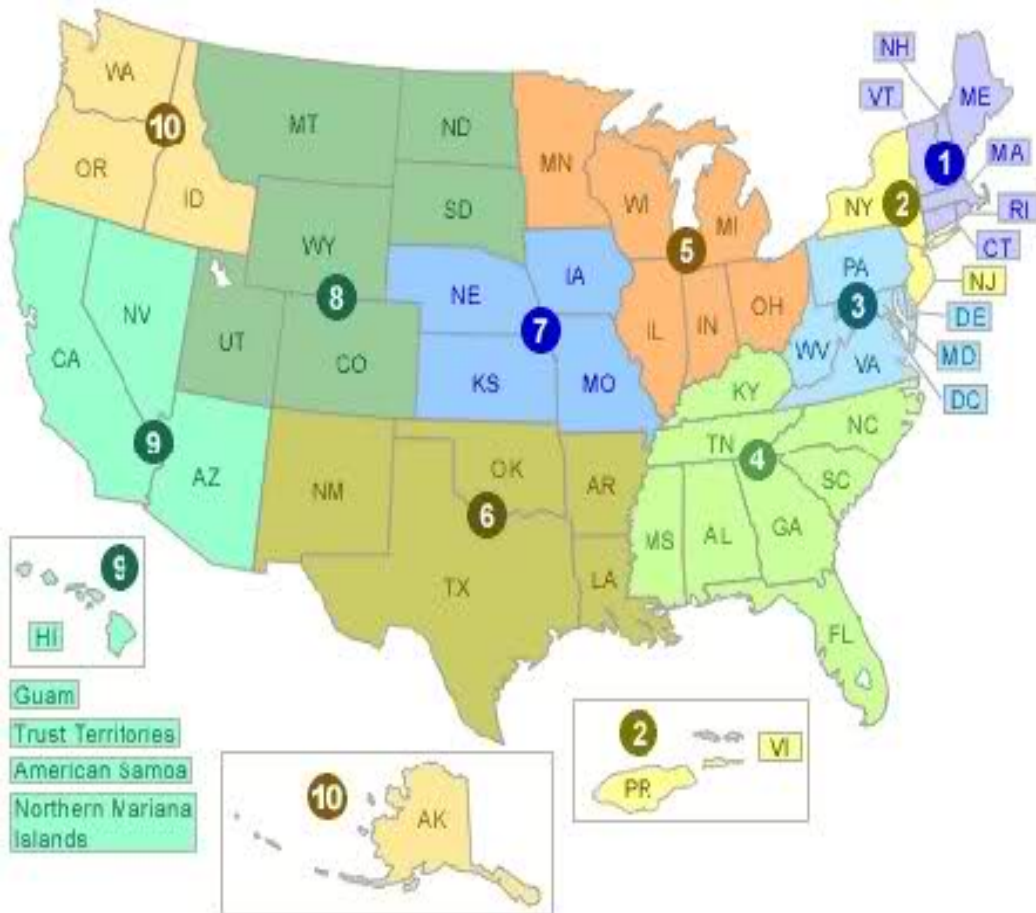 NH
WA
VT
ME
10
MT
ND
MN
1
MA
OR
ID
SD
WI
MI
NY
2
RI
WY
5
CT
PA
NJ
8
NE
IA
3
DE
NV
7
IL
IN
OH
WV
MD
CA
UT
CO
KS
MO
VA
KY
DC
9
TN
NC
4
AZ
NM
OK
AR
SC
6
MS
AL
GA
9
TX
LA
HI
FL
Guam
2
Trust Territories
VI
American Samoa
PR
10
Northern Mariana
Islands
AK